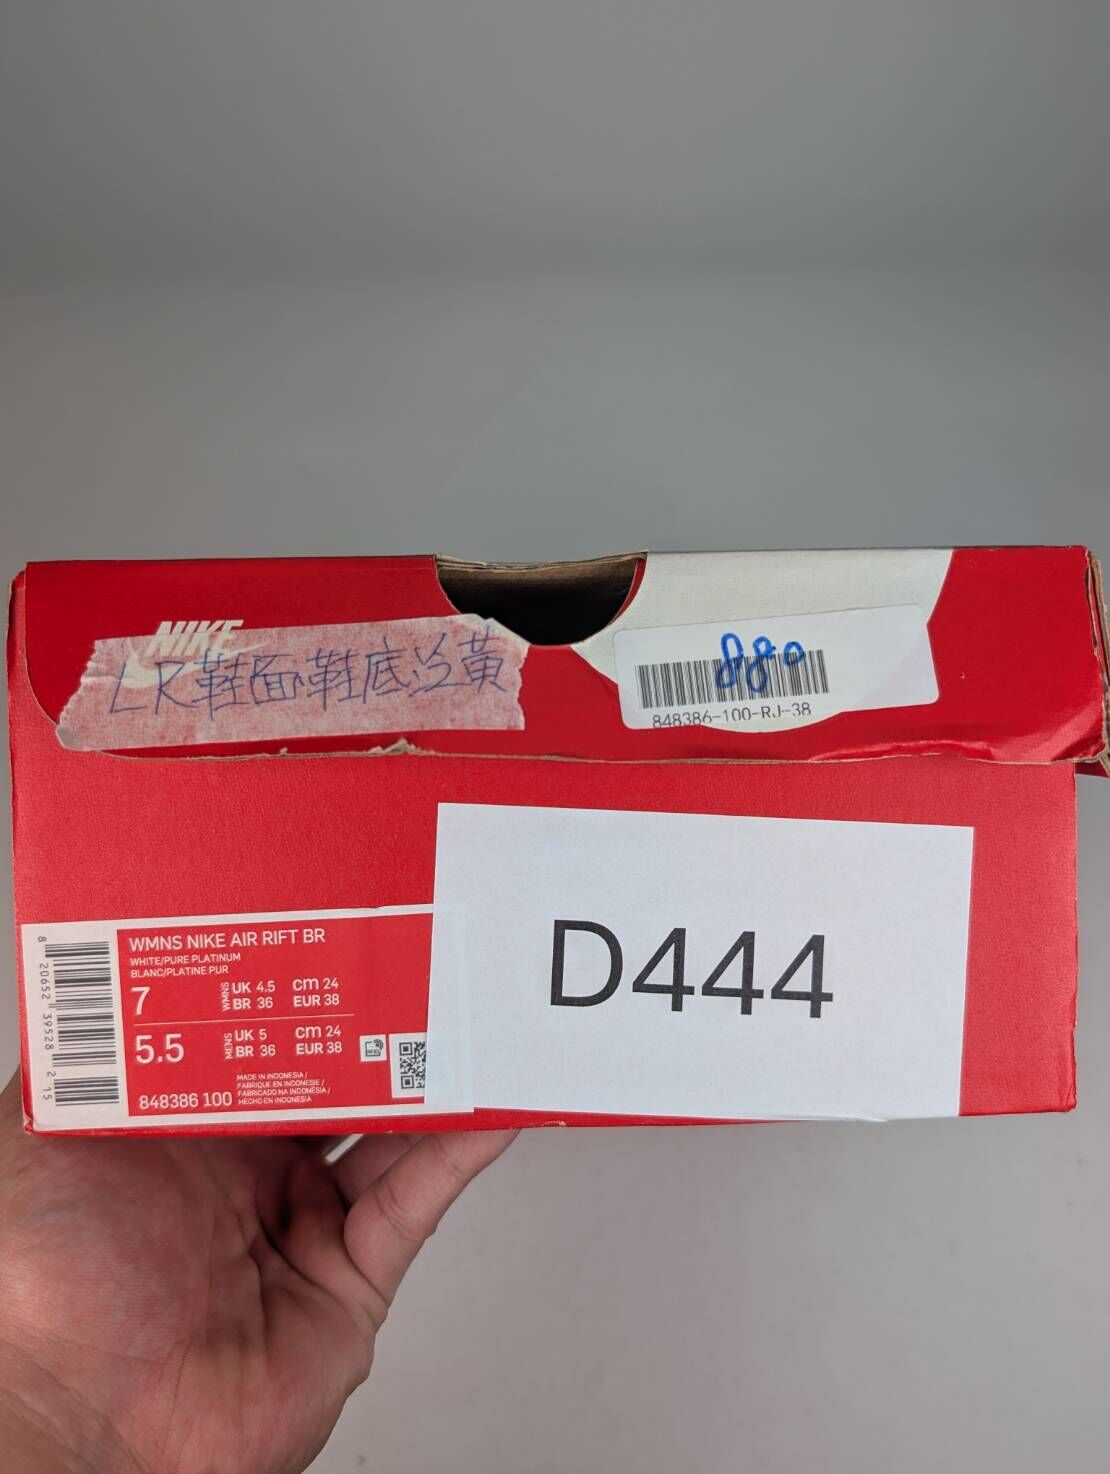 NIKE
LR鞋面.鞋底泛黃
880
848386-100-RJ-38
D444
8 20652 39528 2 15
WMNS NIKE AIR RIFT BR
WHITE/PURE PLATINUM
BLANC/PLATINE PUR
7 WMNS UK 4.5 cm 24
BR 36 EUR 38
5.5 MENS UK 5 cm 24
BR 36 EUR 38
848386 100
MADE IN INDONESIA /
FABRIQUE EN INDONESIE /
FABRICADO NA INDONÉSIA /
HECHO EN INDONESIA